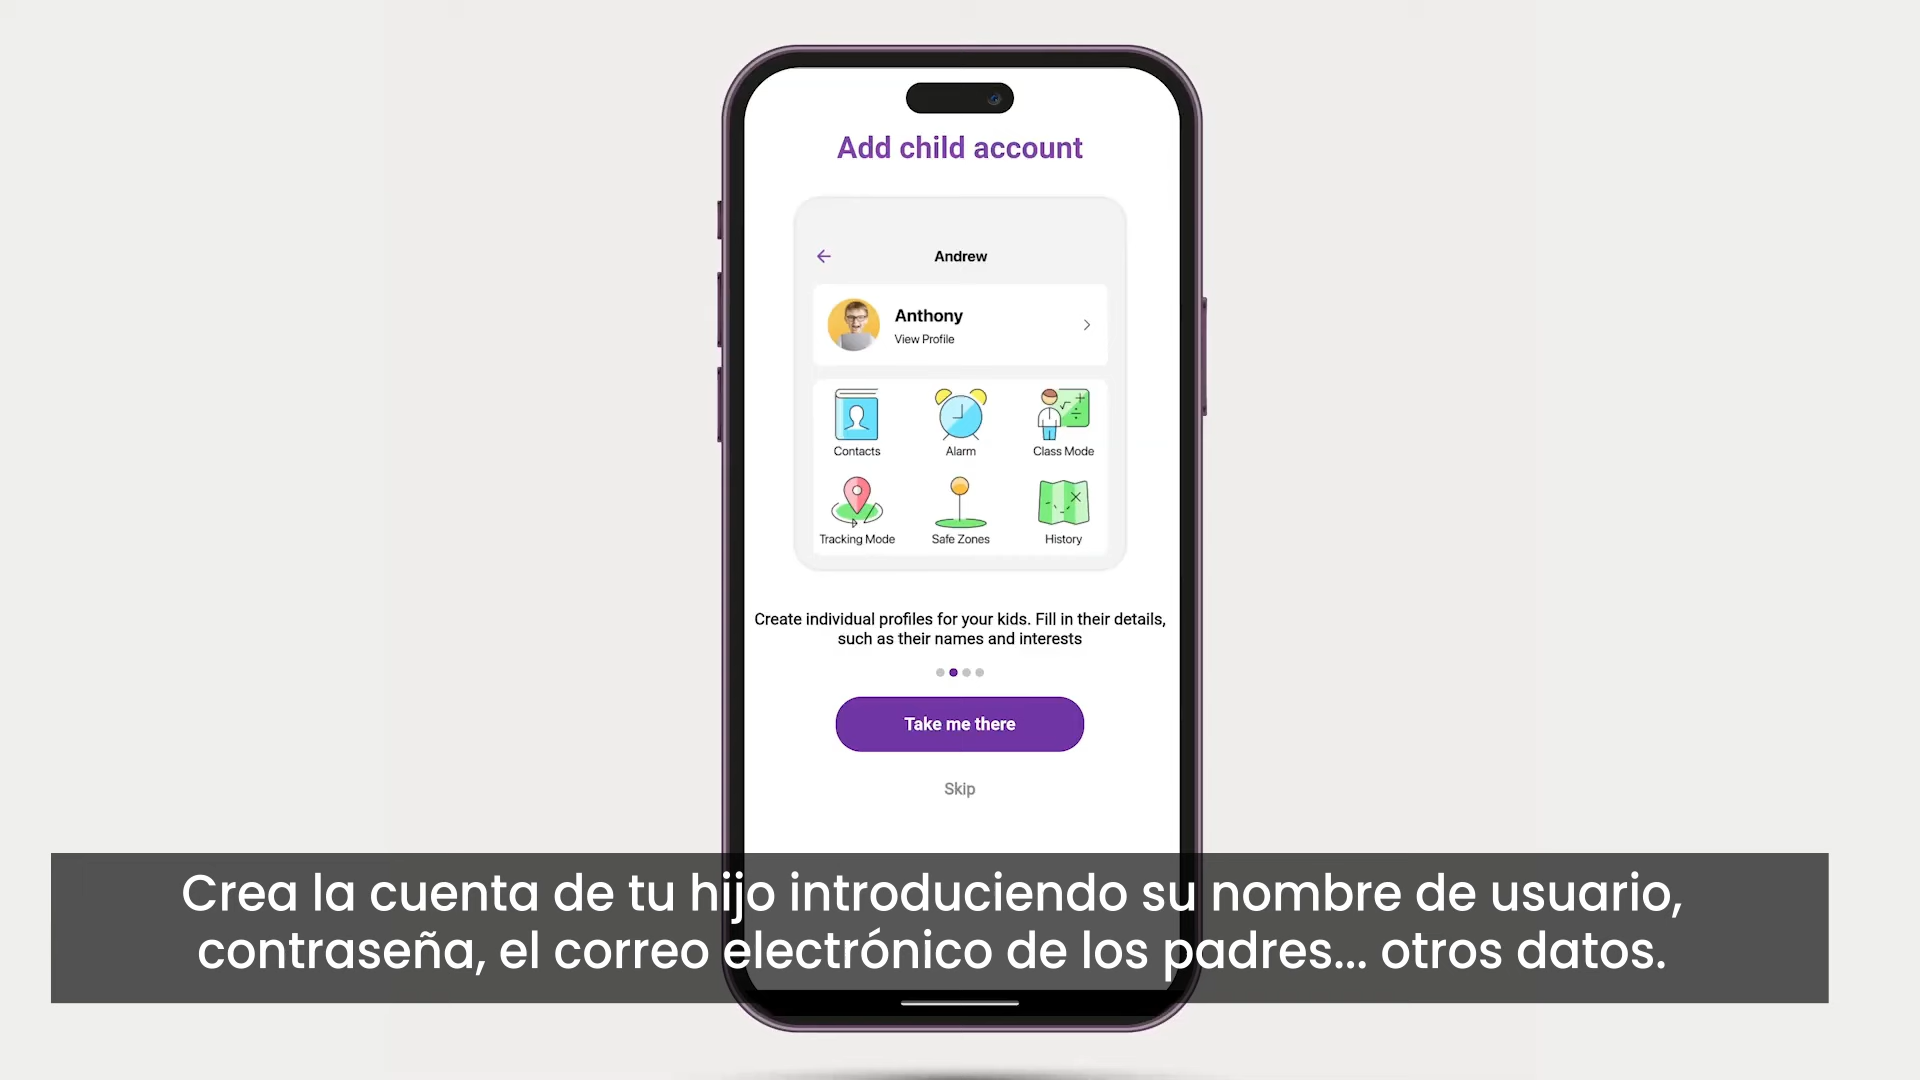 Add child account
Andrew
Anthony
View Profile
Contacts
Alarm
Class Mode
Tracking Mode
Safe Zones
History
Create individual profiles for your kids. Fill in their details,
such as their names and interests
Take me there
Skip
Crea la cuenta de tu hijo introduciendo su nombre de usuario,
contraseña, el correo electrónico de los padres... otros datos.